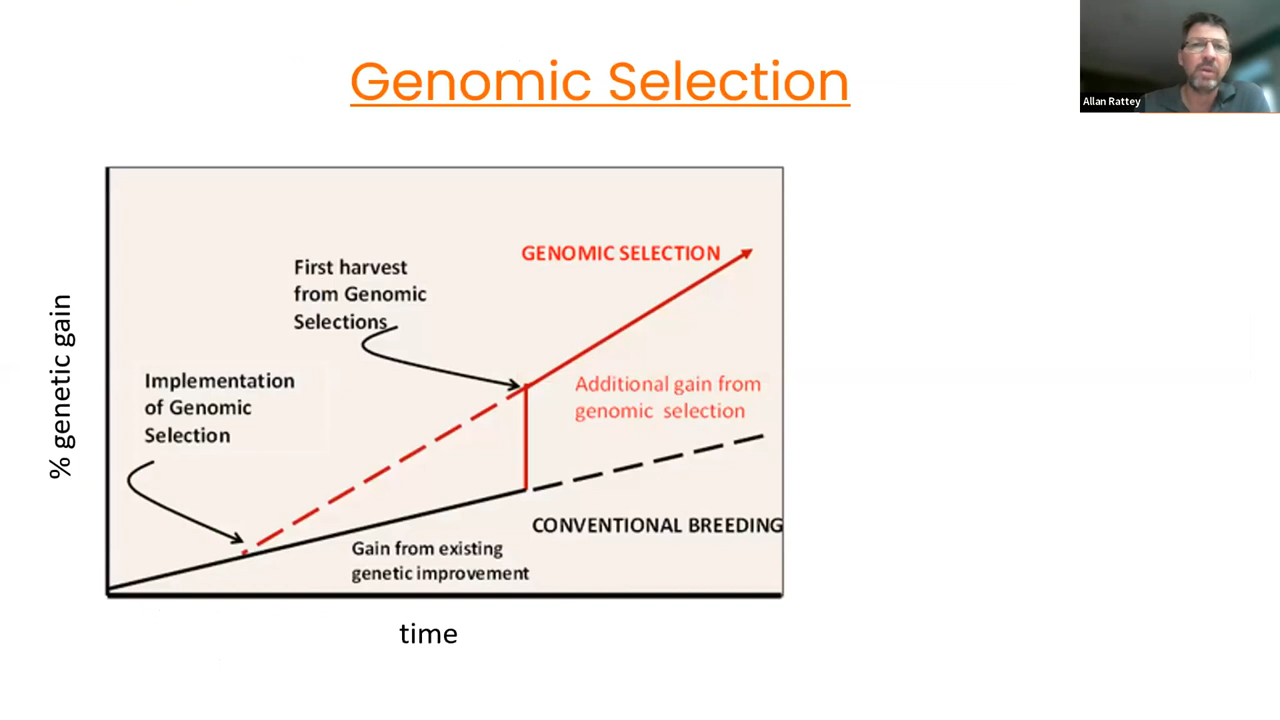 Genomic Selection
Allan Rattey
GENOMIC SELECTION
First harvest
from Genomic
Selections
Implementation
of Genomic
Selection
Additional gain from
genomic selection
CONVENTIONAL BREEDING
Gain from existing
genetic improvement
% genetic gain
time